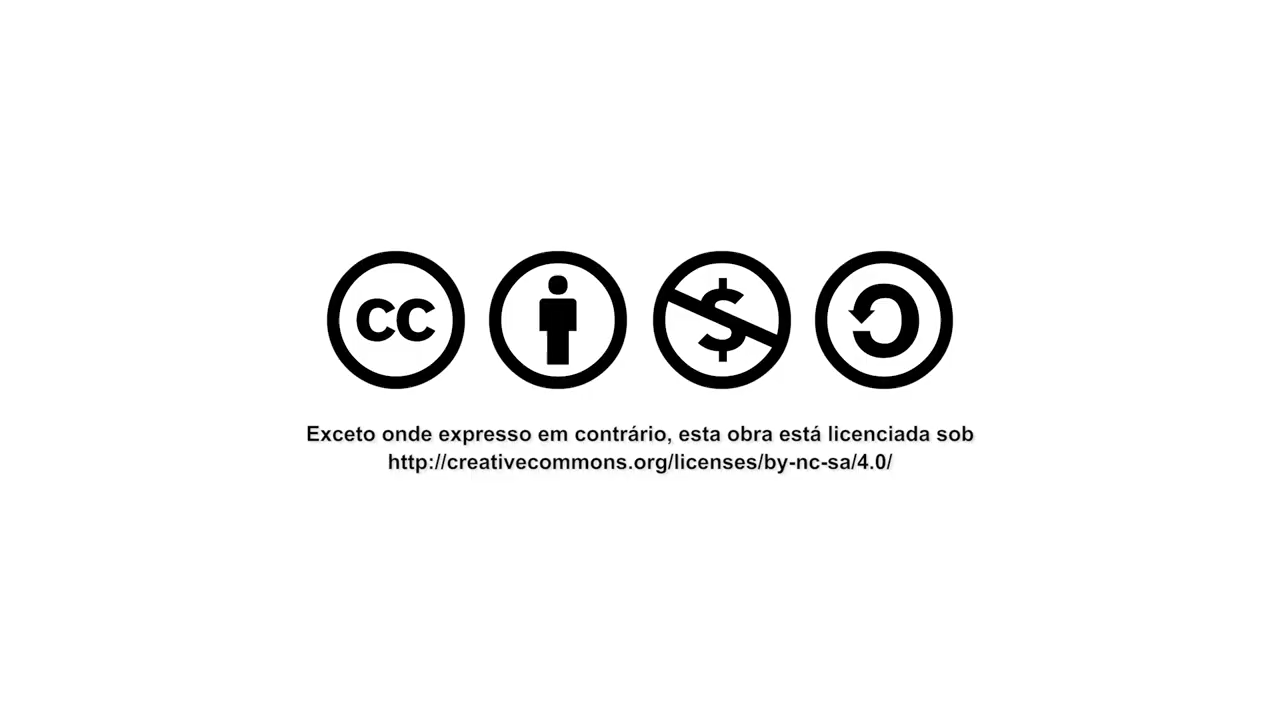 cc
Exceto onde expresso em contrário, esta obra está licenciada sob
http://creativecommons.org/licenses/by-nc-sa/4.0/